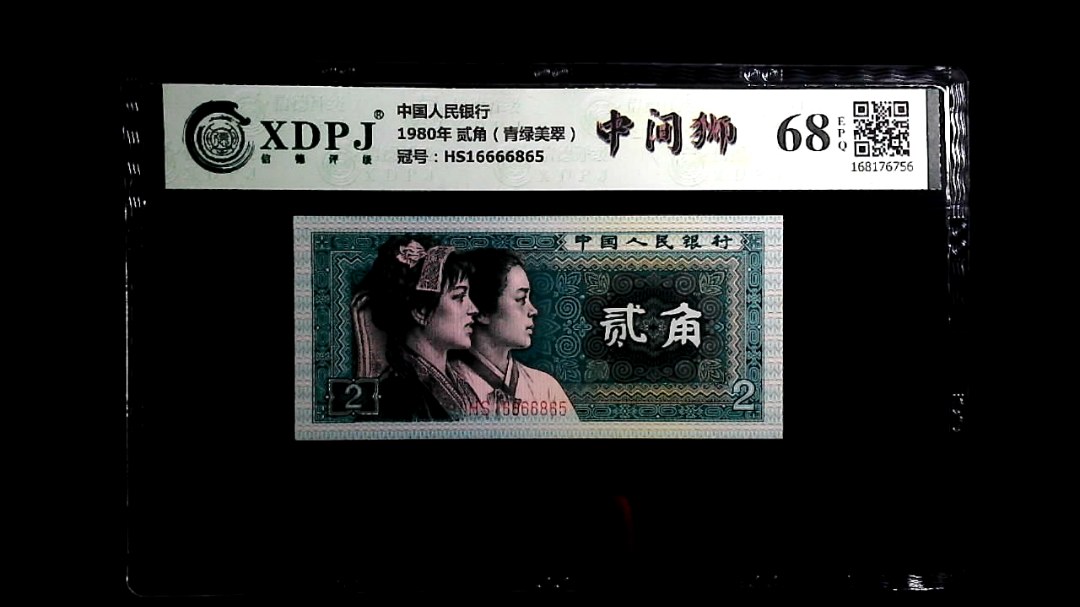 XDPJ®
信德评级
中国人民银行
1980年 贰角（青绿美翠）
冠号：HS16666865
中间狮
68
EPQ
168176756
中国人民银行
贰角
2
HS16666865
2